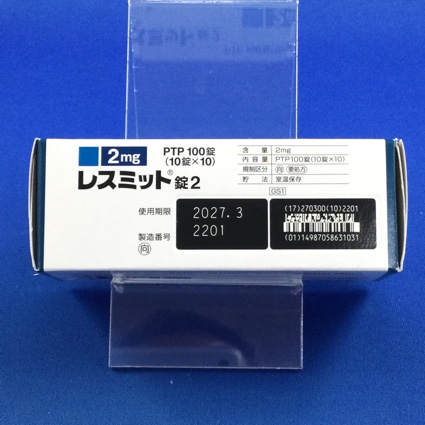 2mg
PTP 100錠
(10錠×10)
レスミット®錠2
使用期限
2027.3
2201
製造番号
向
含量 2mg
内容量 PTP100錠(10錠×10)
規制区分 向 要処方
貯法 室温保存
GS1
(17)270300(10)2201
(01)14987058631031